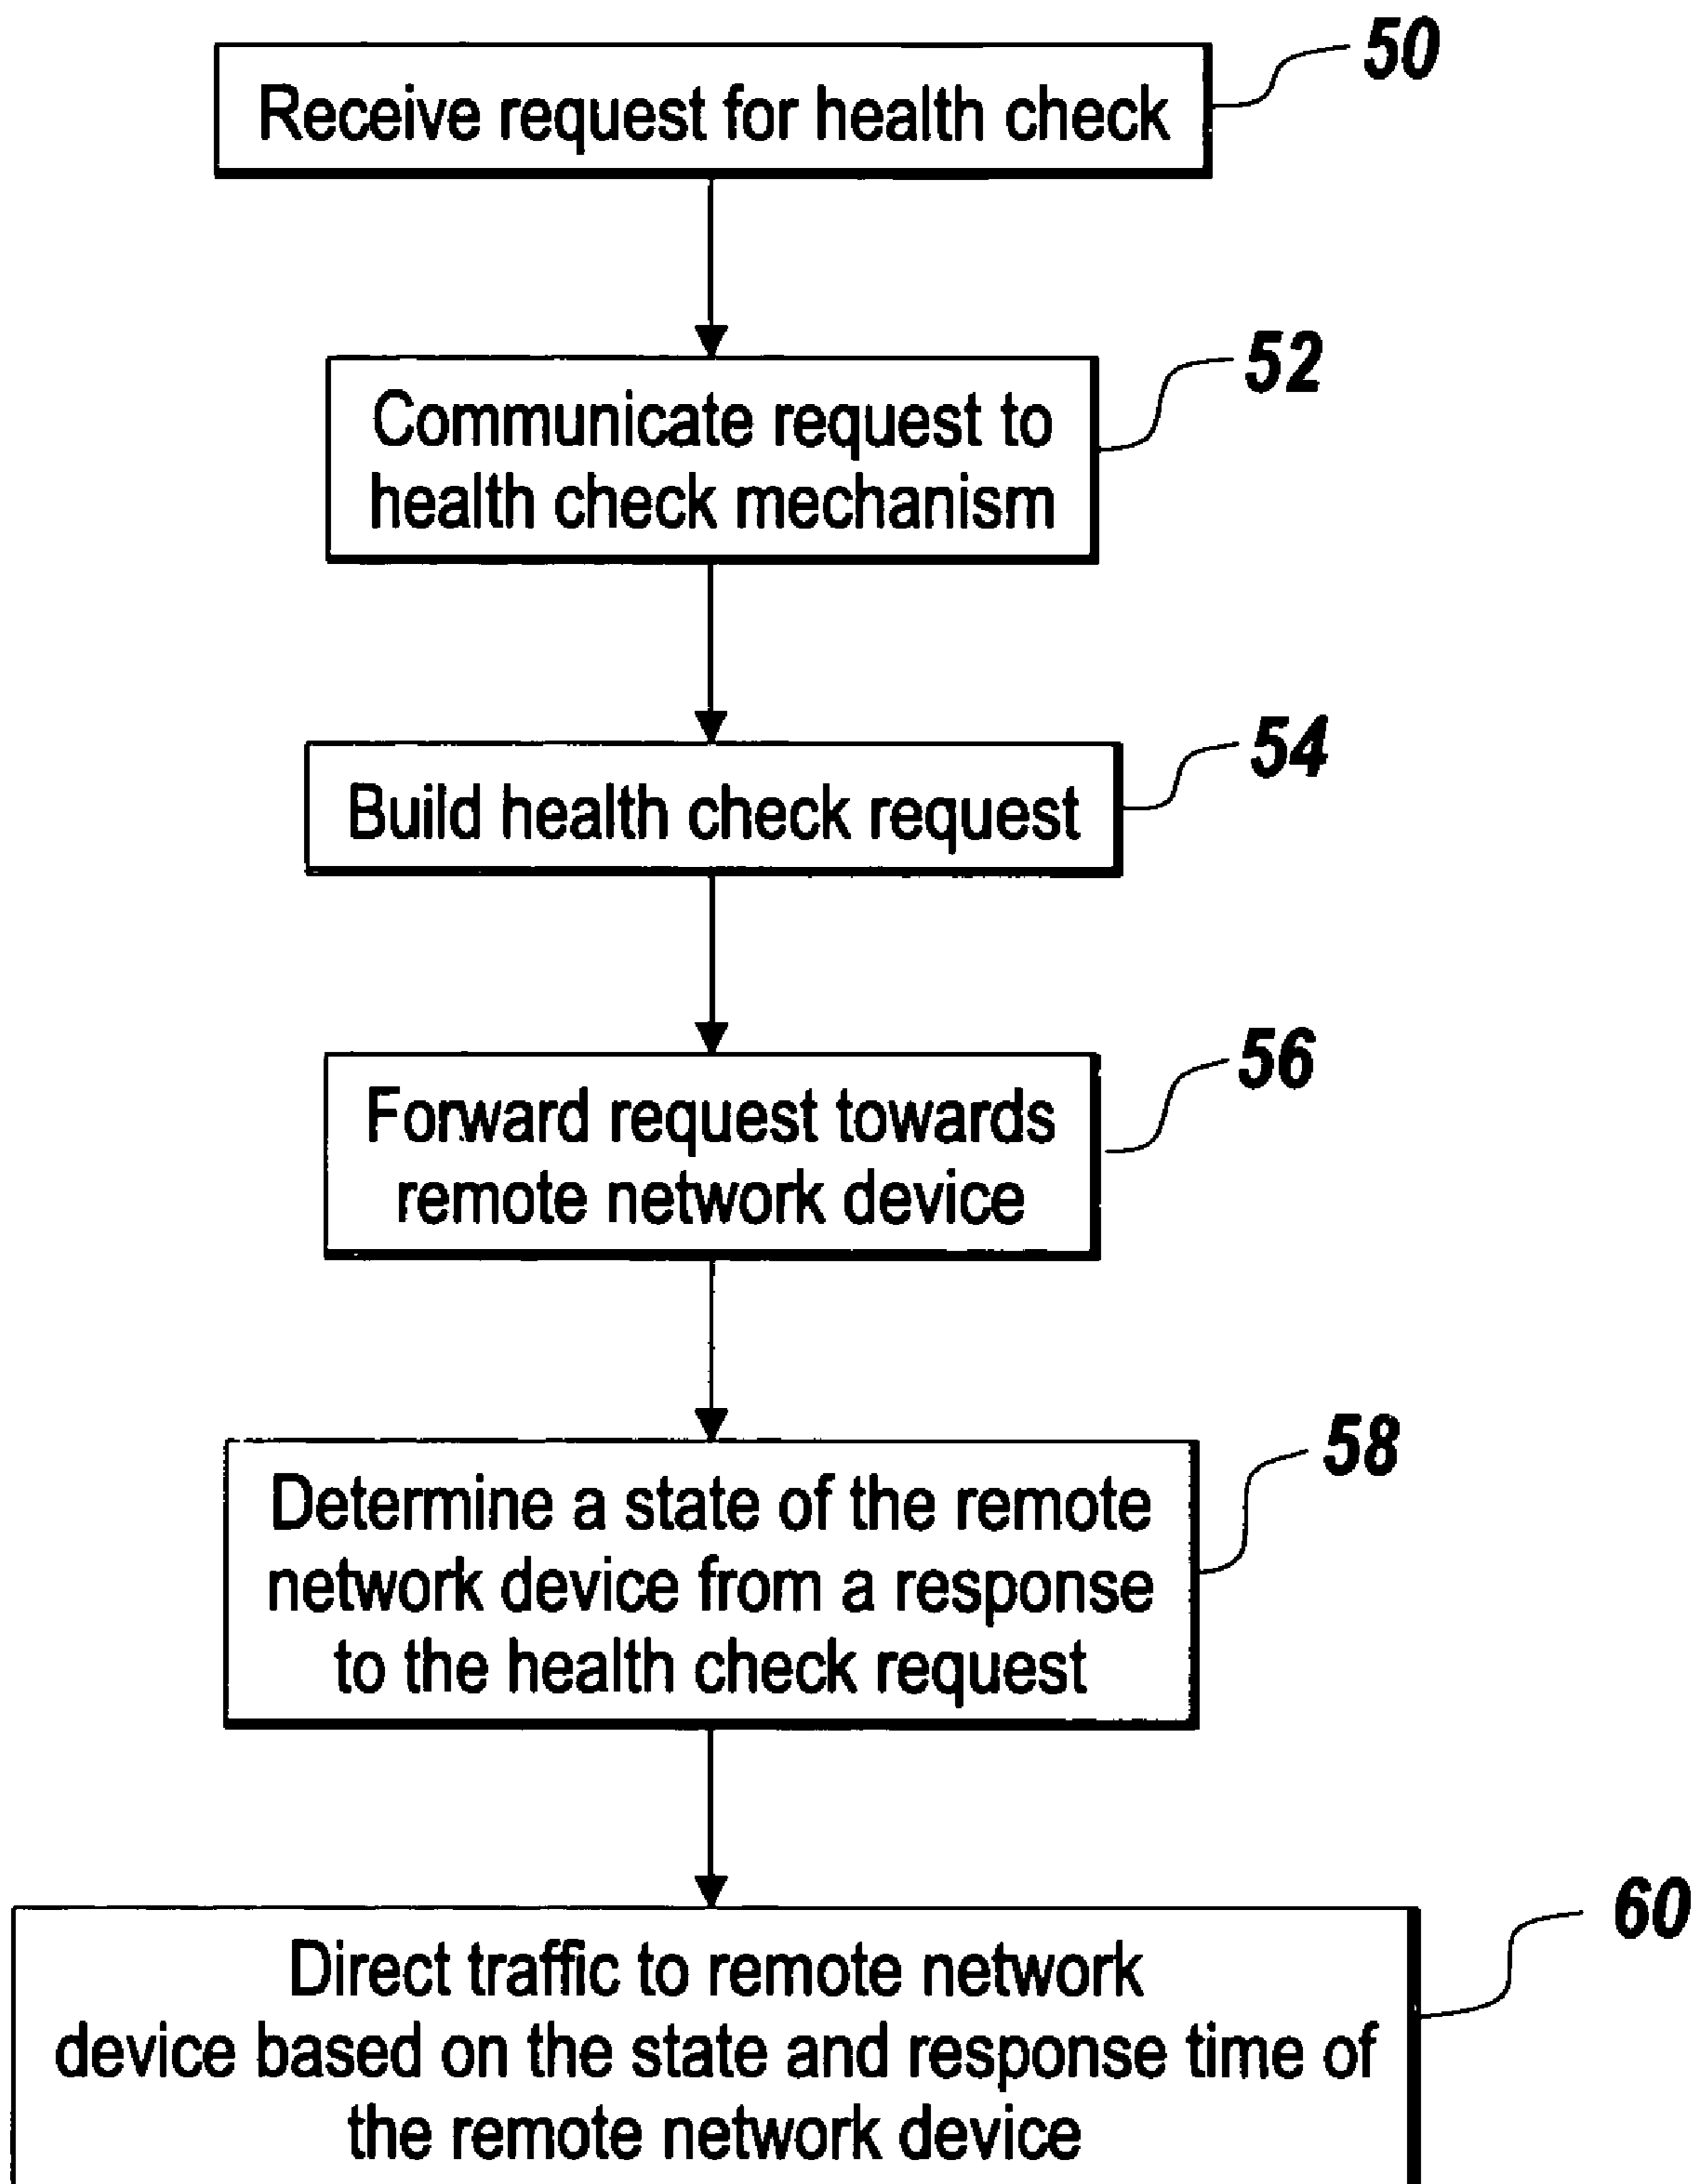 50
Receive request for health check
52
Communicate request to
health check mechanism
54
Build health check request
56
Forward request towards
remote network device
58
Determine a state of the remote
network device from a response
to the health check request
60
Direct traffic to remote network
device based on the state and response time of
the remote network device